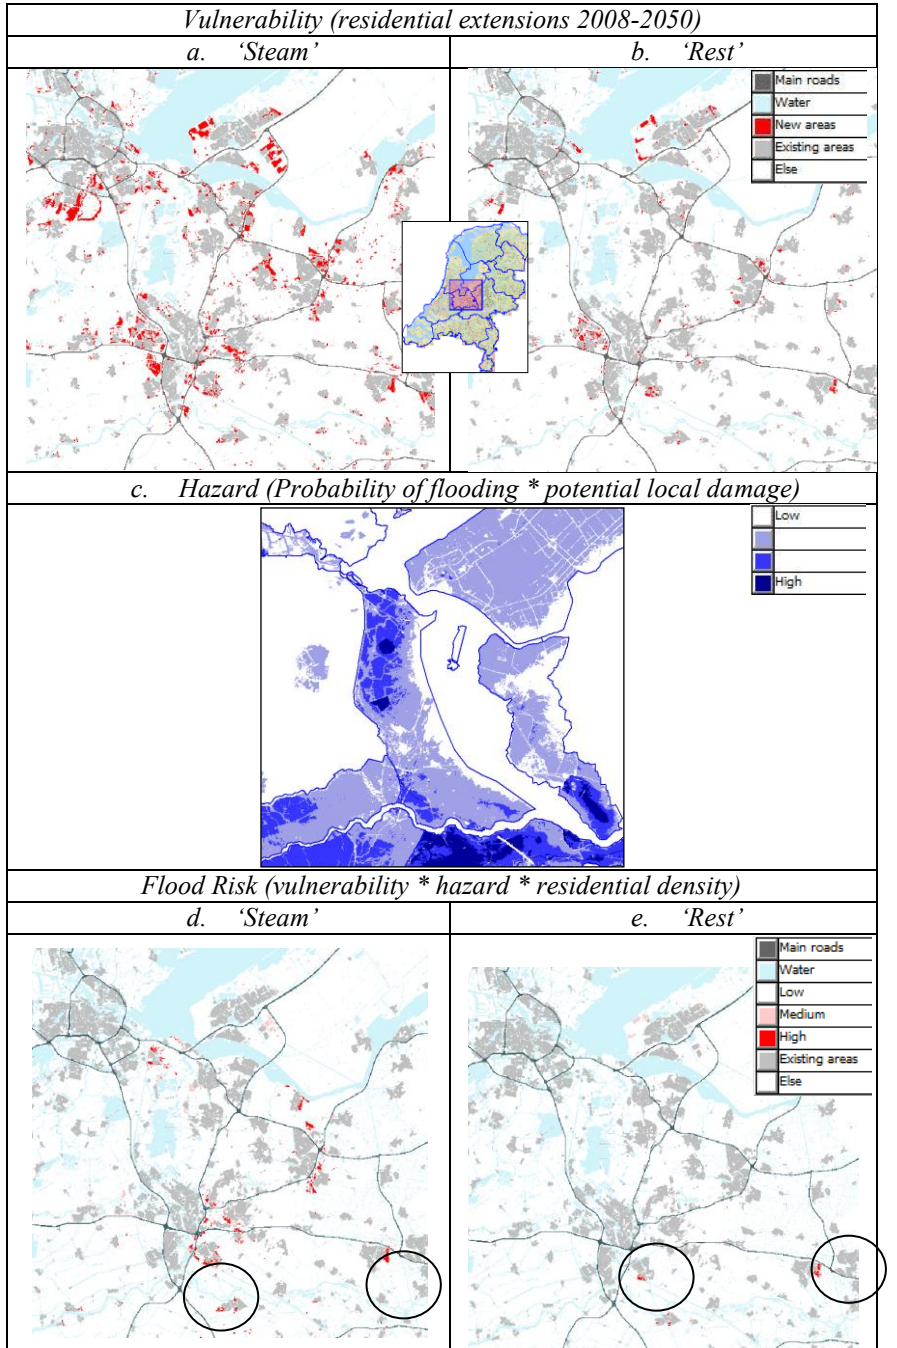 Vulnerability (residential extensions 2008-2050)
a. ‘Steam’
b. ‘Rest’
Main roads
Water
New areas
Existing areas
Else
c. Hazard (Probability of flooding * potential local damage)
Low
High
Flood Risk (vulnerability * hazard * residential density)
d. ‘Steam’
e. ‘Rest’
Main roads
Water
Low
Medium
High
Existing areas
Else